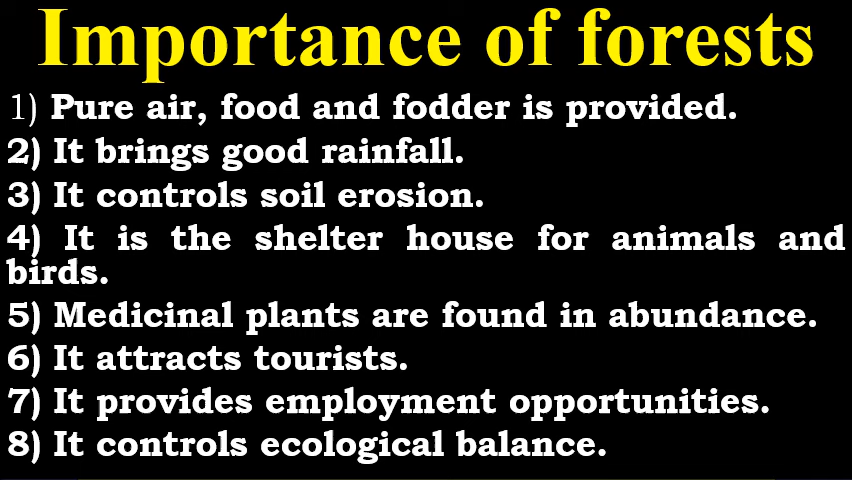 Importance of forests
1) Pure air, food and fodder is provided.
2) It brings good rainfall.
3) It controls soil erosion.
4) It is the shelter house for animals and
birds.
5) Medicinal plants are found in abundance.
6) It attracts tourists.
7) It provides employment opportunities.
8) It controls ecological balance.